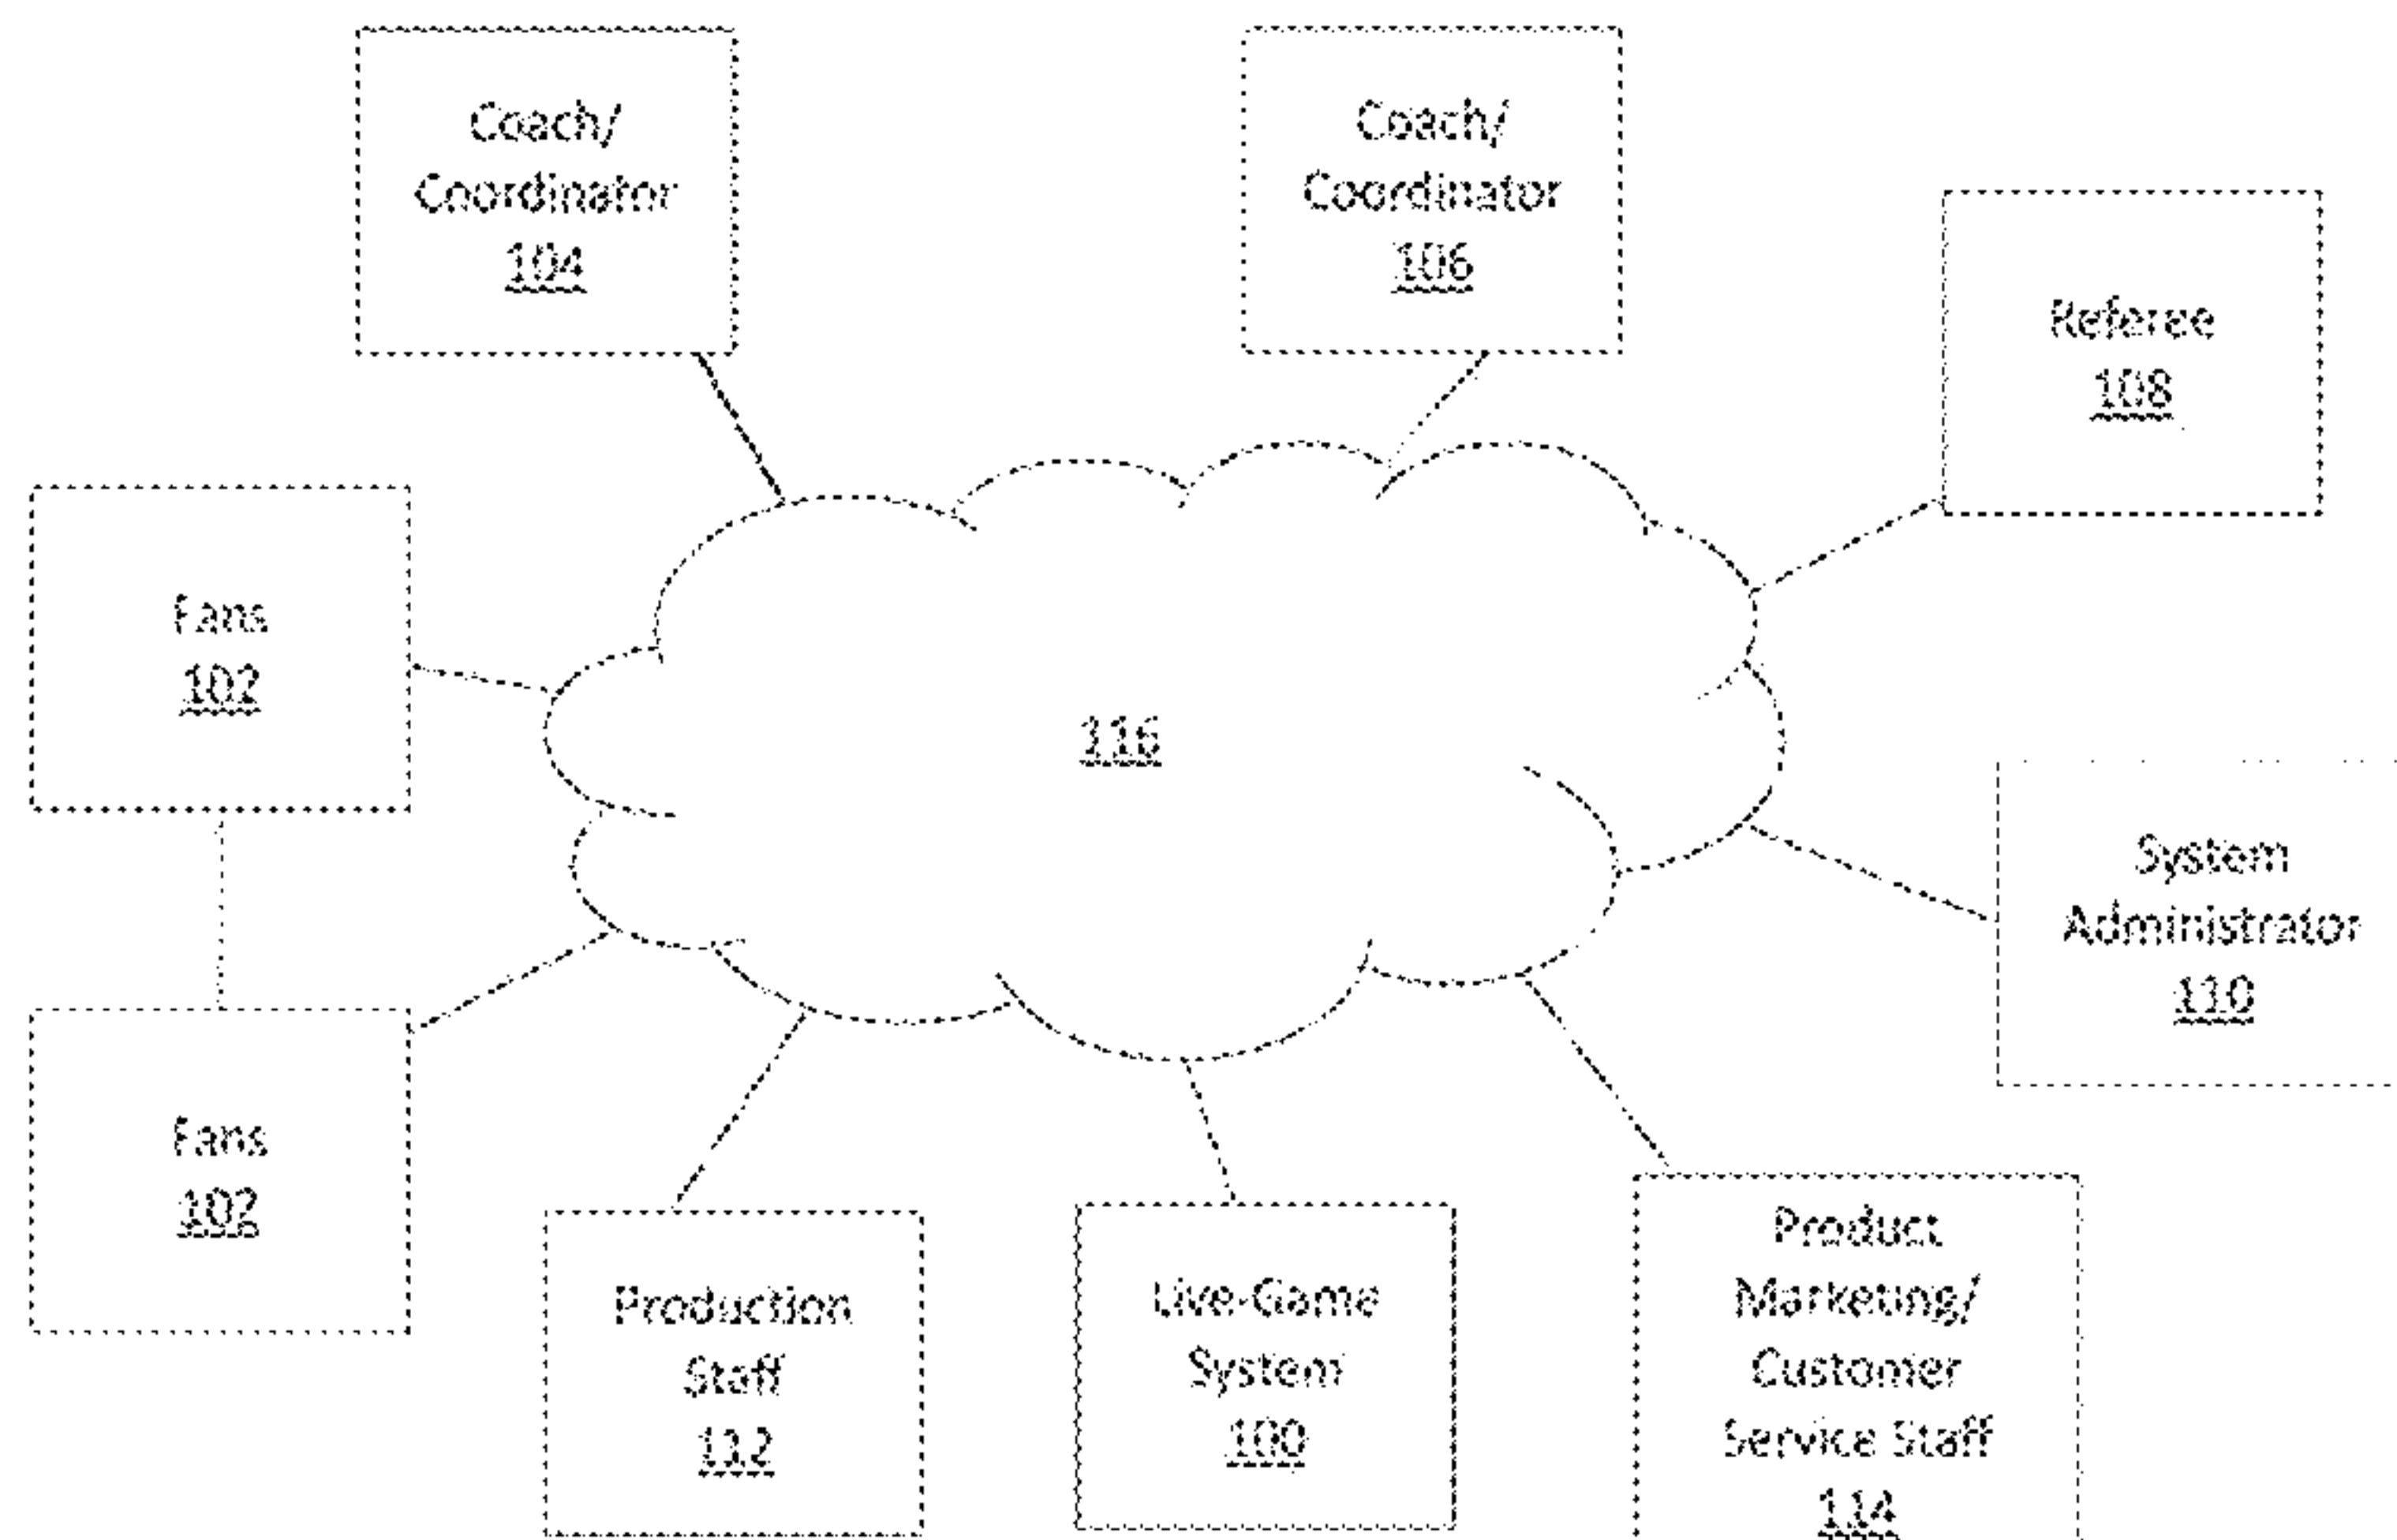 Coach/
Coordinator
104
Coach/
Coordinator
106
Referee
108
Fans
102
116
System
Administrator
110
Fans
102
Production
Staff
112
Live-Game
System
100
Product
Marketing/
Customer
Service Staff
114